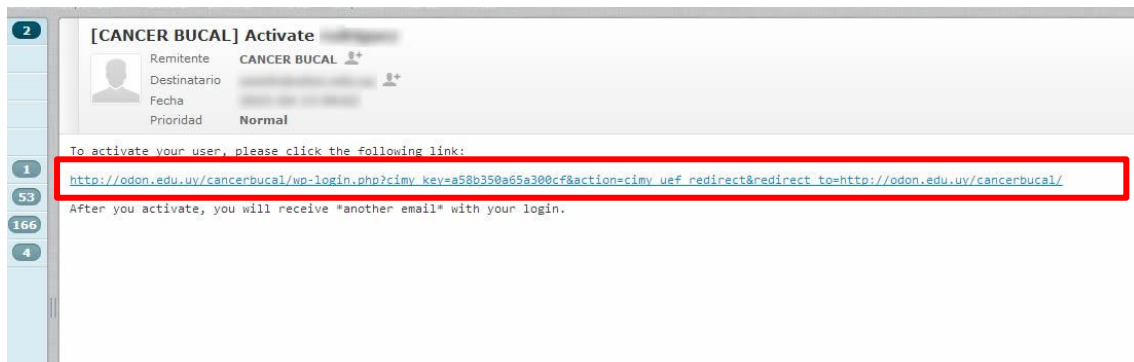 2
[CANCER BUCAL] Activate
Remitente CANCER BUCAL
Destinatario
Fecha
Prioridad Normal
To activate your user, please click the following link:
http://odon.edu.uy/cancerbucal/wp-login.php?cimy_key=a58b350a65a300cf&action=cimy_uef_redirect&redirect_to=http://odon.edu.uy/cancerbucal/
After you activate, you will receive *another email* with your login.
1
53
166
4